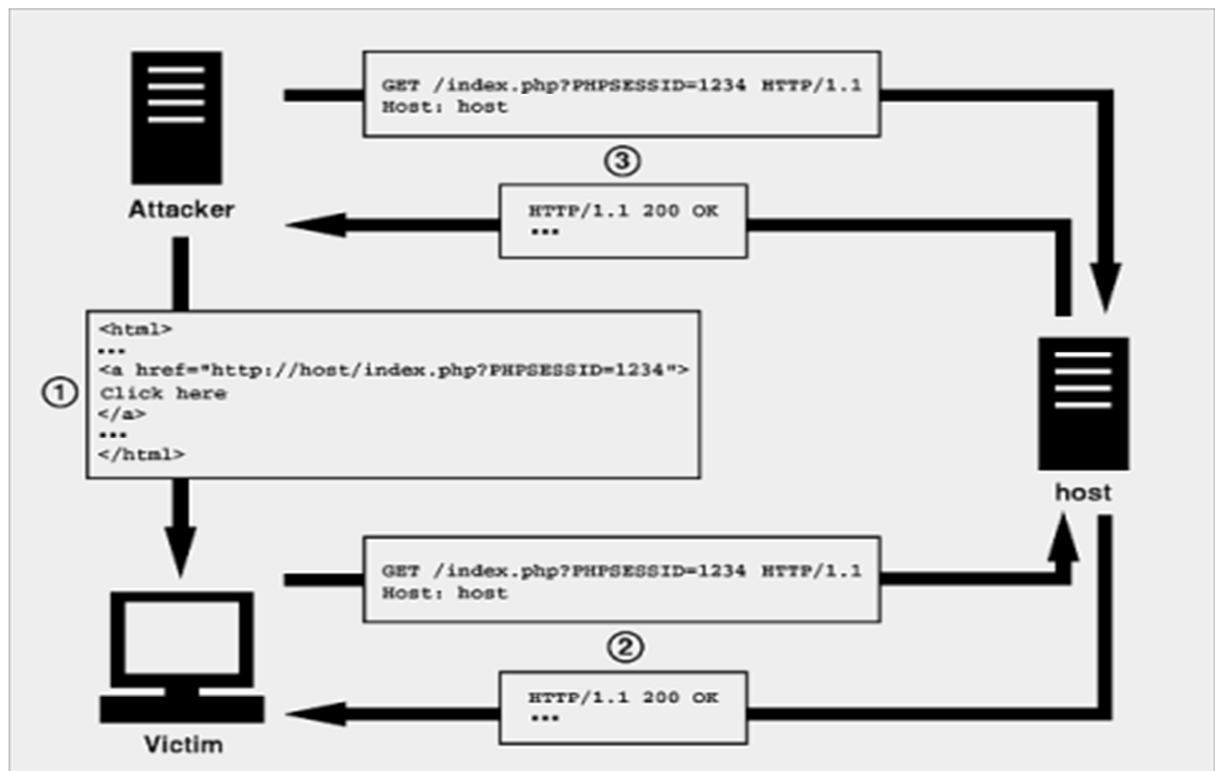 GET /index.php?PHPSESSID=1234 HTTP/1.1
Host: host
③
HTTP/1.1 200 OK
...
Attacker
<html>
...
①
<a href="http://host/index.php?PHPSESSID=1234">
Click here
</a>
...
</html>
host
GET /index.php?PHPSESSID=1234 HTTP/1.1
Host: host
②
HTTP/1.1 200 OK
...
Victim